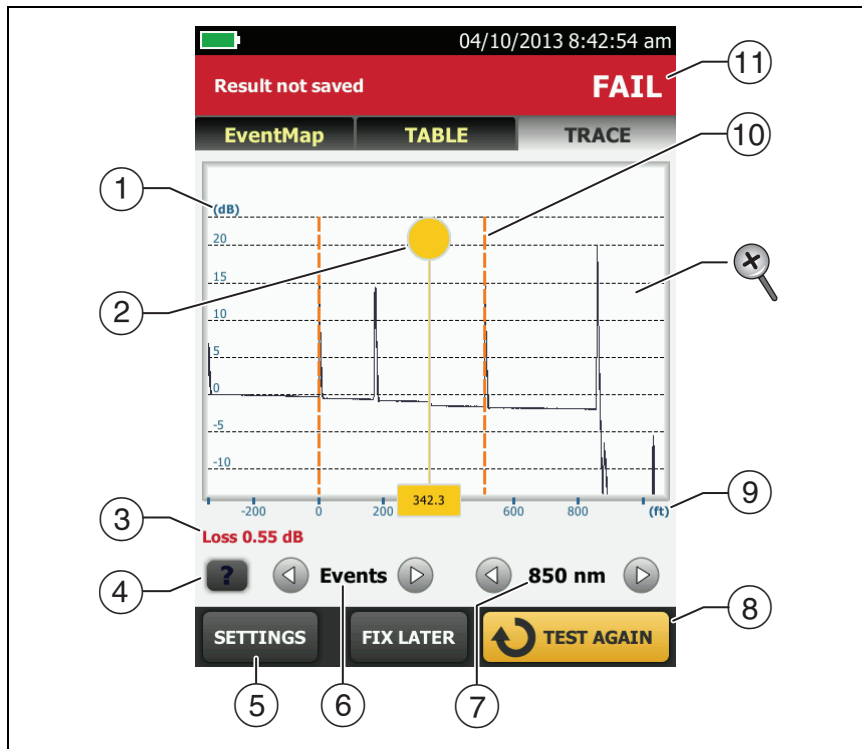 04/10/2013 8:42:54 am
11
Result not saved
FAIL
EventMap
TABLE
TRACE
10
1
(dB)
20
15
2
10
5
0
-5
-10
342.3
-200
0
200
600
800
(ft)
9
3
Loss 0.55 dB
4
?
Events
850 nm
8
SETTINGS
FIX LATER
TEST AGAIN
5
6
7